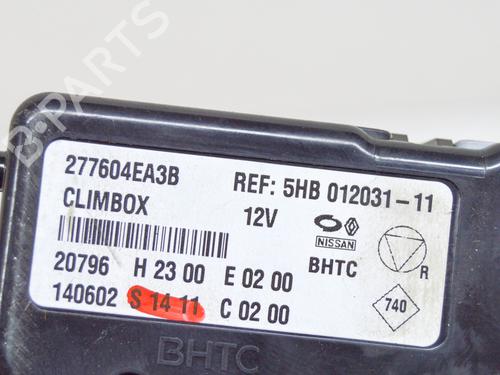 B-PARTS
277604EA3B
REF: 5HB 012031-11
CLIMBOX
12V
NISSAN
BHTC
R
20796 H 23 00 E 02 00
140602 S 14 11 C 02 00
740
BHTC